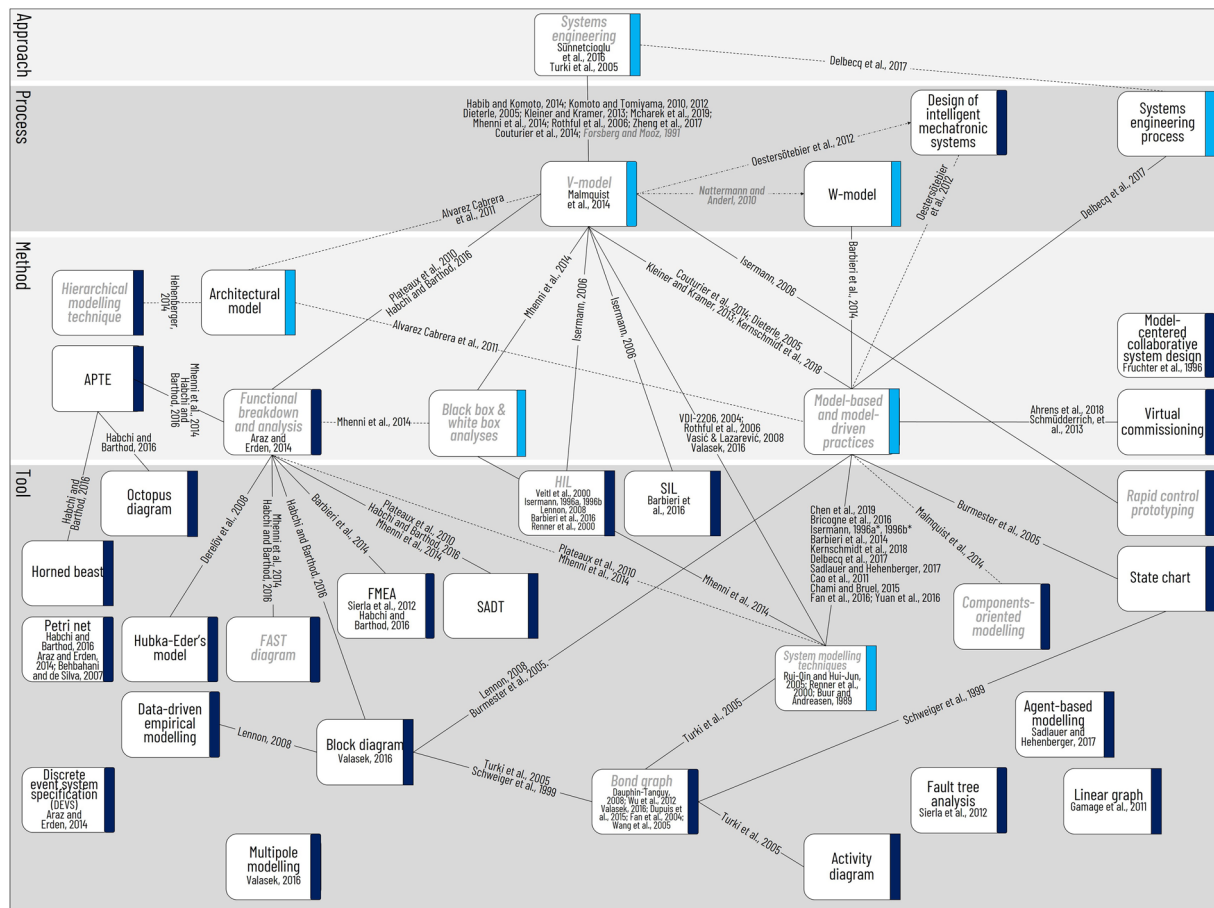 Approach
Systems
engineering
Sünnetcioglu
et al., 2016
Turki et al., 2005
Delbecq et al., 2017
Process
Habib and Komoto, 2014; Komoto and Tomiyama, 2010, 2012
Dieterle, 2005; Kleiner and Kramer, 2013; Mcharek et al., 2019;
Mhenni et al., 2014; Rothful et al., 2006; Zheng et al., 2017
Couturier et al., 2014; Forsberg and Mooz, 1991
Design of
intelligent
mechatronic
systems
Systems
engineering
process
Oestersötebier et al., 2012
V-model
Malmquist
et al., 2014
Nattermann and
Anderl, 2010
W-model
Oestersötebier
et al., 2012
Delbecq et al., 2017
Alvarez Cabrera
et al., 2011
Method
Plateaux et al., 2010
Habchi and Barthod, 2016
Mhenni et al., 2014
Isermann, 2006
Isermann, 2006
Couturier et al., 2014; Dieterle, 2005
Kleiner and Kramer, 2013; Kernschmidt et al., 2018
Isermann, 2006
Barbieri et al., 2014
Hierarchical
modelling
technique
Hehenberger,
2014
Architectural
model
Alvarez Cabrera
et al., 2011
Model-
centered
collaborative
system design
Fruchter et al., 1996
APTE
Mhenni et al., 2014
Habchi and
Barthod, 2016
Functional
breakdown
and analysis
Araz and
Erden, 2014
Mhenni et al., 2014
Black box &
white box
analyses
VDI-2206, 2004;
Rothful et al., 2006
Vasić & Lazarević, 2008
Valasek, 2016
Model-based
and model-
driven
practices
Ahrens et al., 2018
Schmüdderrich, et
al., 2013
Virtual
commissioning
Habchi and
Barthod, 2016
Tool
Habchi and
Barthod, 2016
Octopus
diagram
Derelöv et al., 2008
Mhenni et al., 2014
Habchi and Barthod, 2016
Habchi and Barthod, 2016
Barbieri et al., 2014
Plateaux et al., 2010
Habchi and Barthod, 2016
Mhenni et al., 2014
HIL
Veitl et al., 2000
Isermann, 1996a, 1996b
Lennon, 2008
Barbieri et al., 2016
Renner et al., 2000
SIL
Barbieri et
al., 2016
Plateaux et al., 2010
Mhenni et al., 2014
Mhenni et al., 2014
Chen et al., 2019
Bricogne et al., 2016
Isermann, 1996a*, 1996b*
Barbieri et al., 2014
Kernschmidt et al., 2018
Delbecq et al., 2017
Sadlauer and Hehenberger, 2017
Cao et al., 2011
Chami and Bruel, 2015
Fan et al., 2016; Yuan et al., 2016
Malmquist et al., 2014
Burmester et al., 2005
Rapid control
prototyping
Horned beast
FMEA
Sierla et al., 2012
Habchi and
Barthod, 2016
SADT
Components-
oriented
modelling
State chart
Petri net
Habchi and
Barthod, 2016
Araz and Erden,
2014; Behbahani
and de Silva, 2007
Hubka-Eder's
model
FAST
diagram
System modelling
techniques
Rui-Qin and Hui-Jun,
2005; Renner et al.,
2000; Buur and
Andreasen, 1989
Lennon, 2008
Burmester et al., 2005.
Data-driven
empirical
modelling
Lennon, 2008
Block diagram
Valasek, 2016
Turki et al., 2005
Schweiger et al., 1999
Agent-based
modelling
Sadlauer and
Hehenberger, 2017
Turki et al., 2005
Schweiger et al., 1999
Discrete
event system
specification
(DEVS)
Araz and
Erden, 2014
Bond graph
Dauphin-Tanguy,
2008; Wu et al., 2012
Valasek, 2016; Dupuis et
al., 2015; Fan et al., 2004;
Wang et al., 2005
Fault tree
analysis
Sierla et al., 2012
Linear graph
Gamage et al., 2011
Turki et al., 2005
Multipole
modelling
Valasek, 2016
Activity
diagram